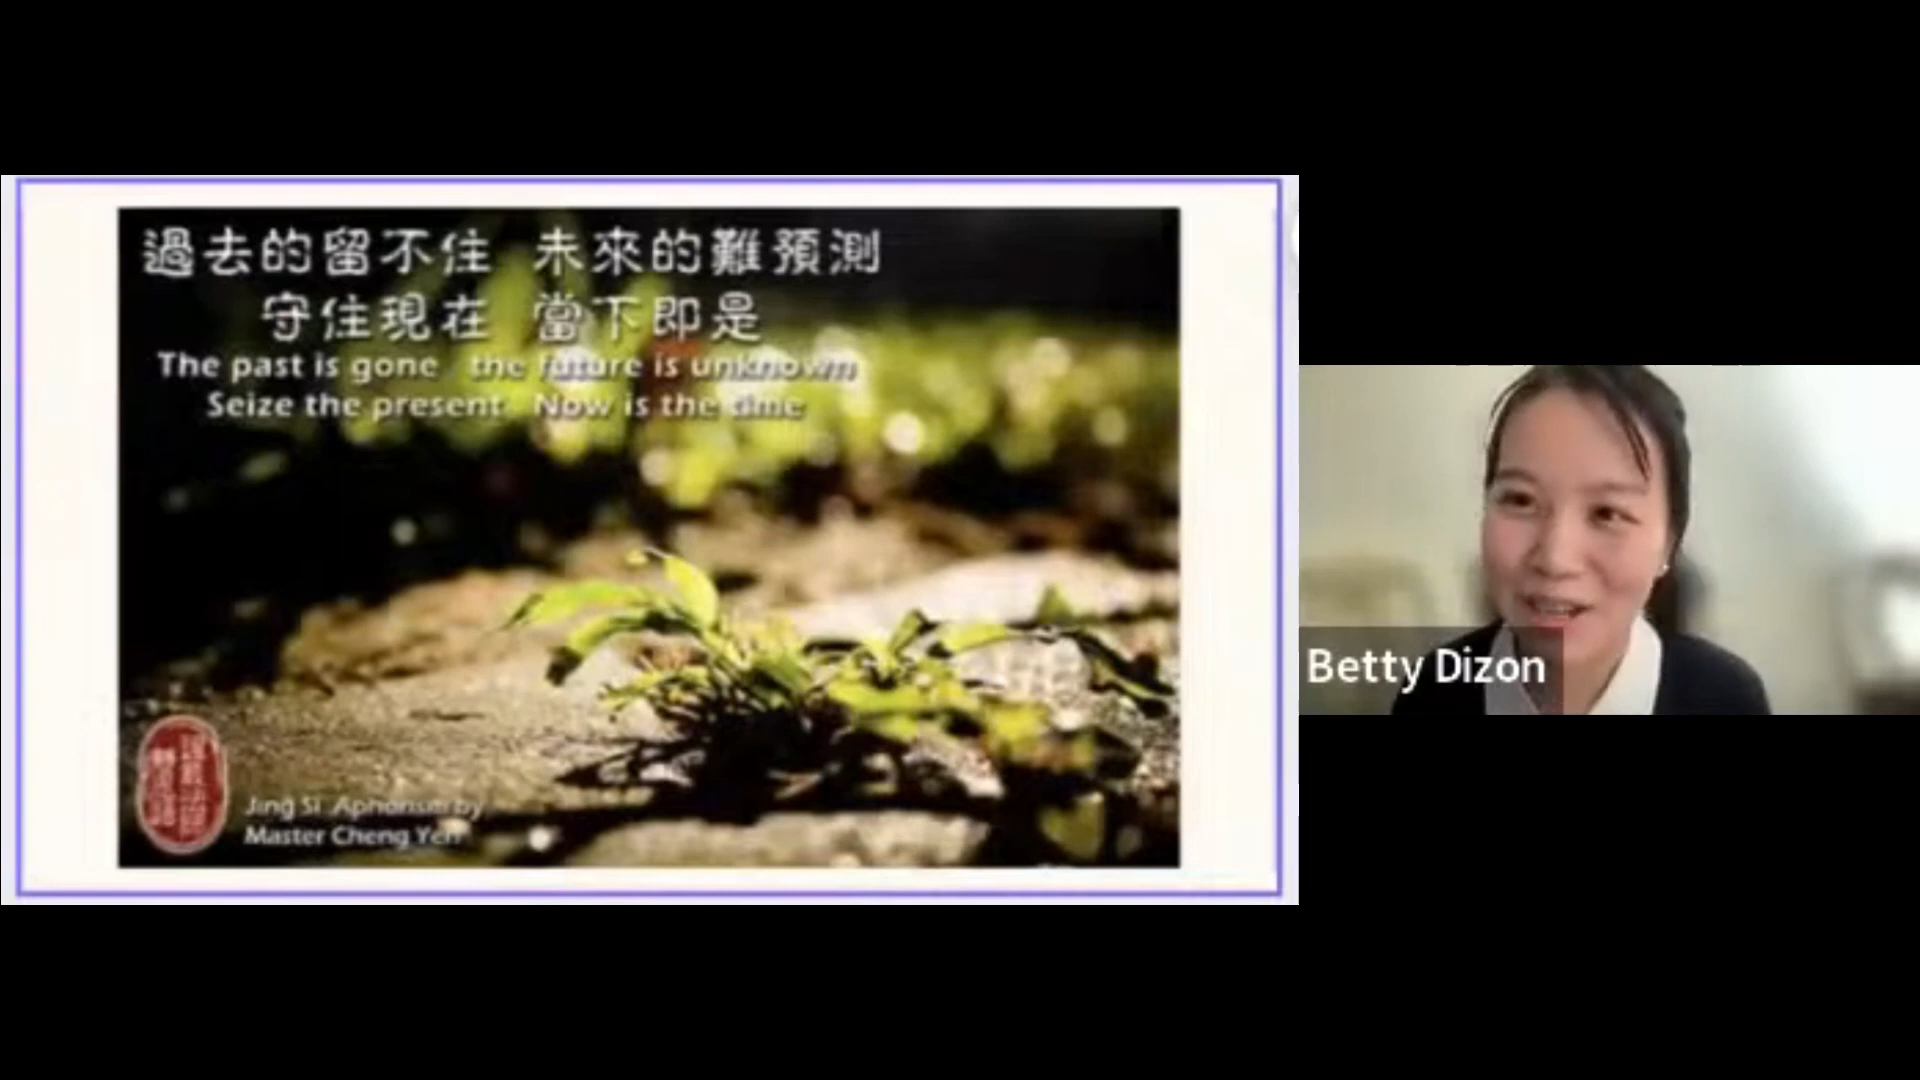 過去的留不住 未來的難預測
守住現在 當下即是
The past is gone the future is unknown
Seize the present Now is the time
Jing Si Aphorism by
Master Cheng Yen
Betty Dizon